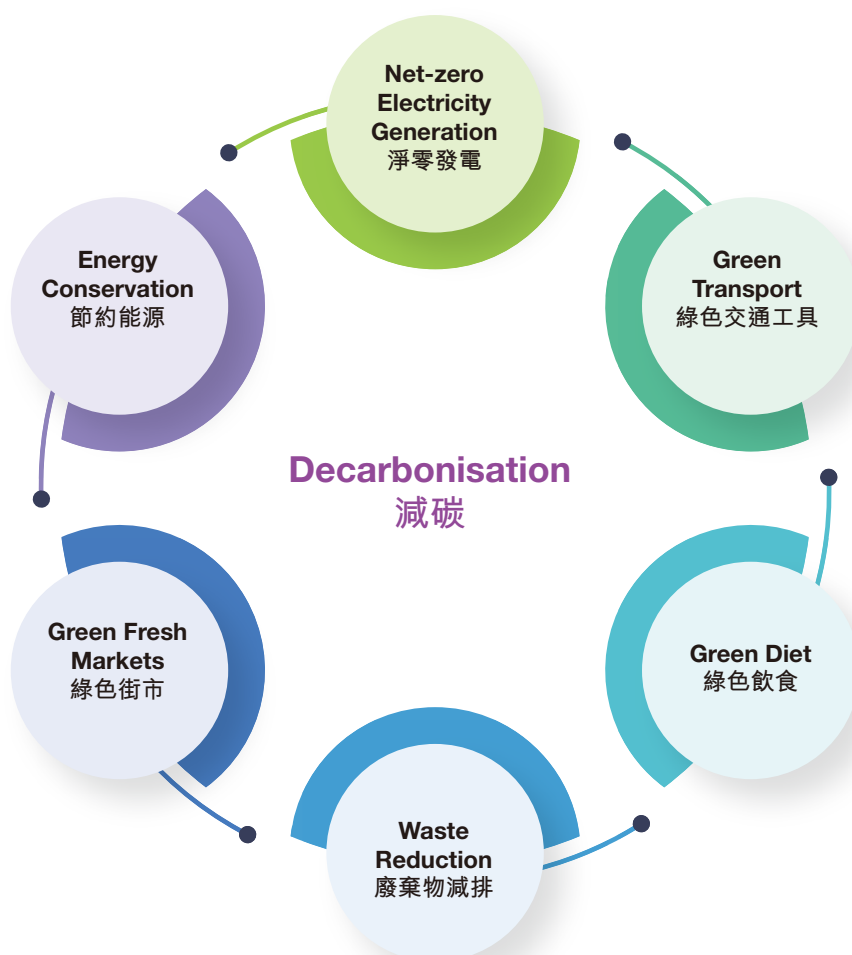 Net-zero
Electricity
Generation
淨零發電
Energy
Conservation
節約能源
Green
Transport
綠色交通工具
Decarbonisation
減碳
Green Fresh
Markets
綠色街市
Green Diet
綠色飲食
Waste
Reduction
廢棄物減排